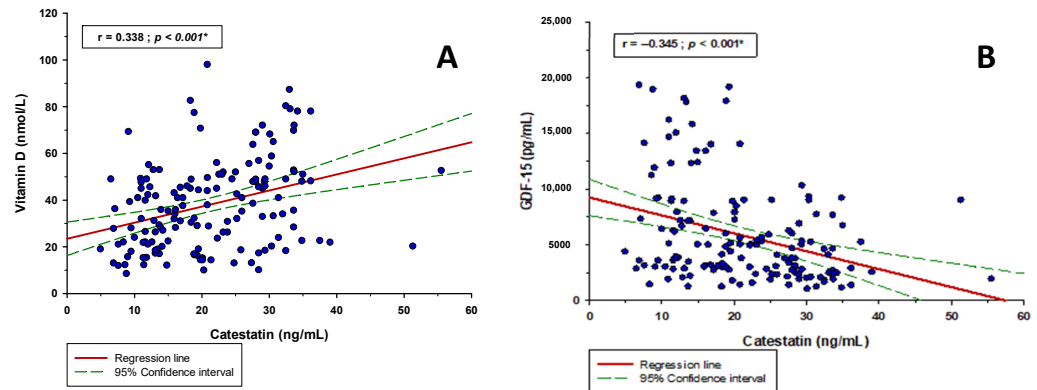 r = 0.338 ; p < 0.001*
A
Vitamin D (nmol/L)
120
100
80
60
40
20
0
0 10 20 30 40 50 60
Catestatin (ng/mL)
Regression line
95% Confidence interval
r = –0.345 ; p < 0.001*
B
GDF-15 (pg/mL)
25,000
20,000
15,000
10,000
5000
0
0 10 20 30 40 50 60
Catestatin (ng/mL)
Regression line
95% Confidence interval